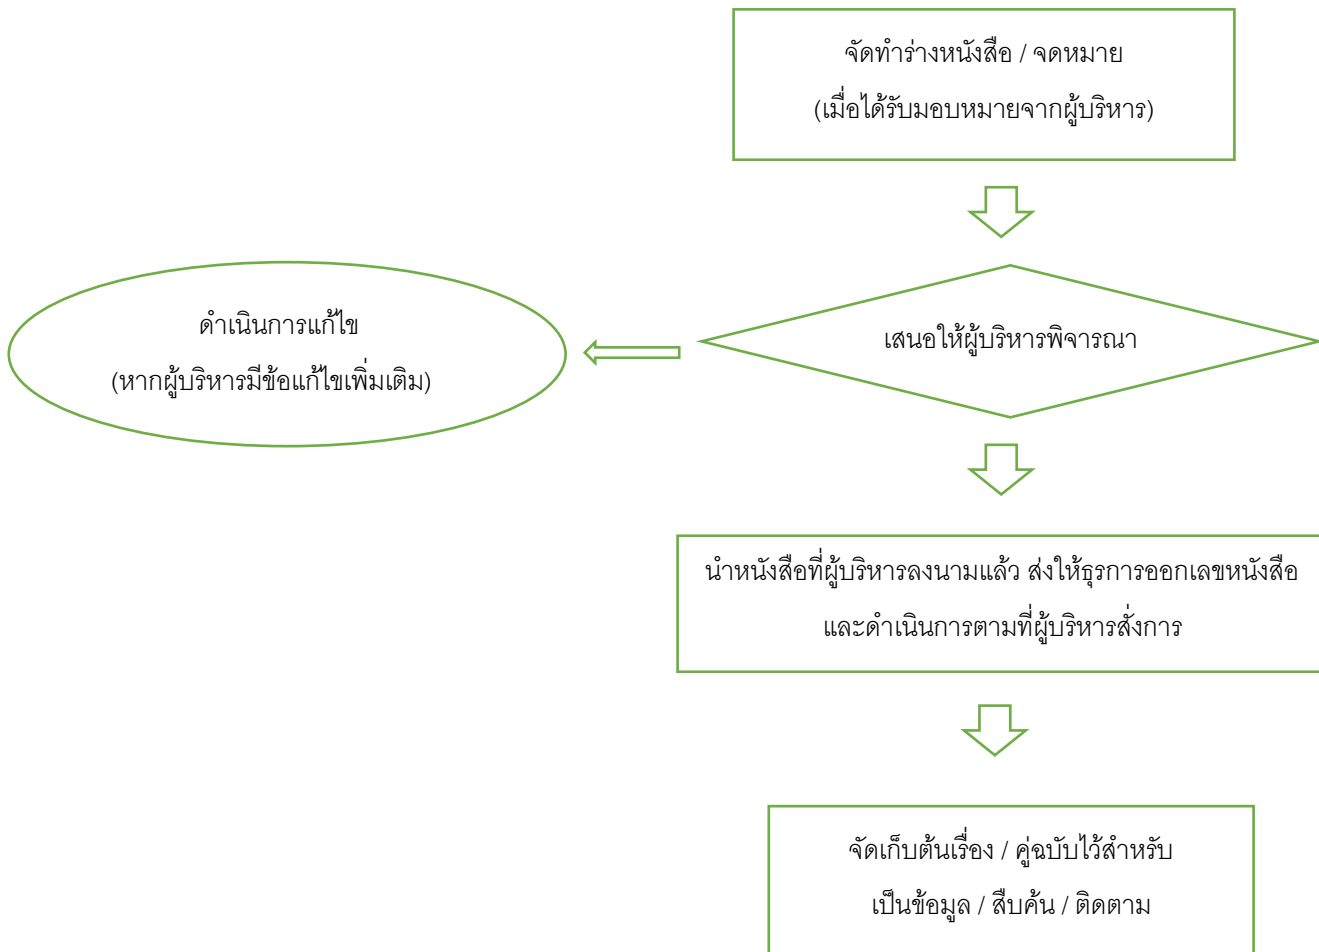 จัดทำร่างหนังสือ / จดหมาย
(เมื่อได้รับมอบหมายจากผู้บริหาร)
เสนอให้ผู้บริหารพิจารณา
ดำเนินการแก้ไข
(หากผู้บริหารมีข้อแก้ไขเพิ่มเติม)
นำหนังสือที่ผู้บริหารลงนามแล้ว ส่งให้ธุรการออกเลขหนังสือ
และดำเนินการตามที่ผู้บริหารสั่งการ
จัดเก็บต้นเรื่อง / คู่ฉบับไว้สำหรับ
เป็นข้อมูล / สืบค้น / ติดตาม